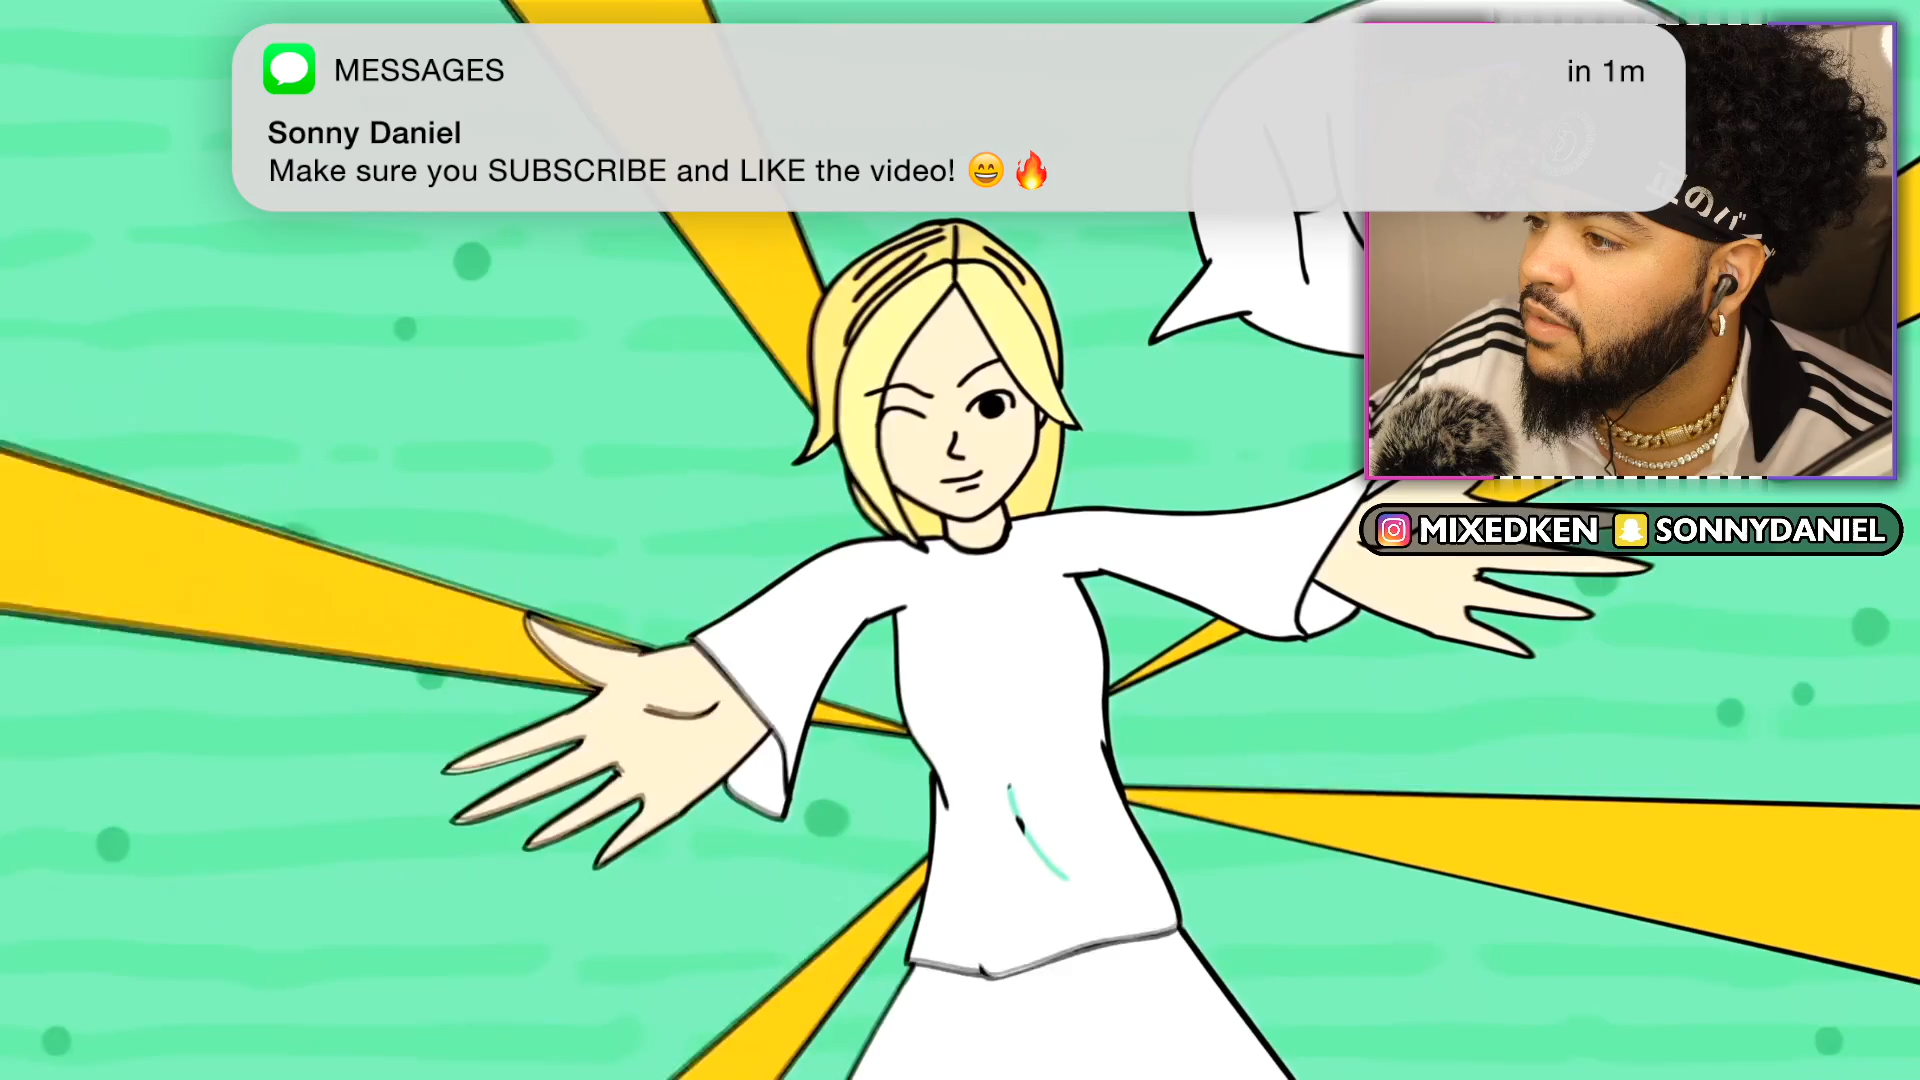 MESSAGES
in 1m
Sonny Daniel
Make sure you SUBSCRIBE and LIKE the video! 😄 🔥
MIXEDKEN SONNYDANIEL